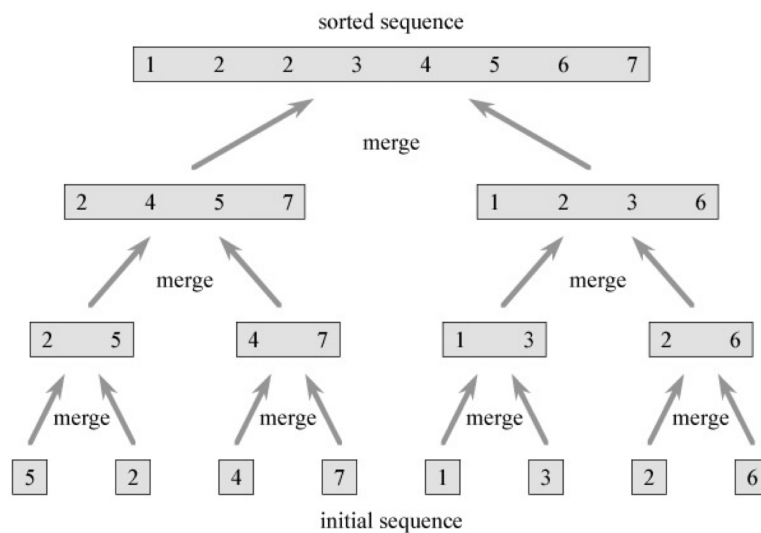 sorted sequence
1 2 2 3 4 5 6 7
merge
2 4 5 7
1 2 3 6
merge
merge
2 5
4 7
1 3
2 6
merge
merge
merge
merge
5
2
4
7
1
3
2
6
initial sequence